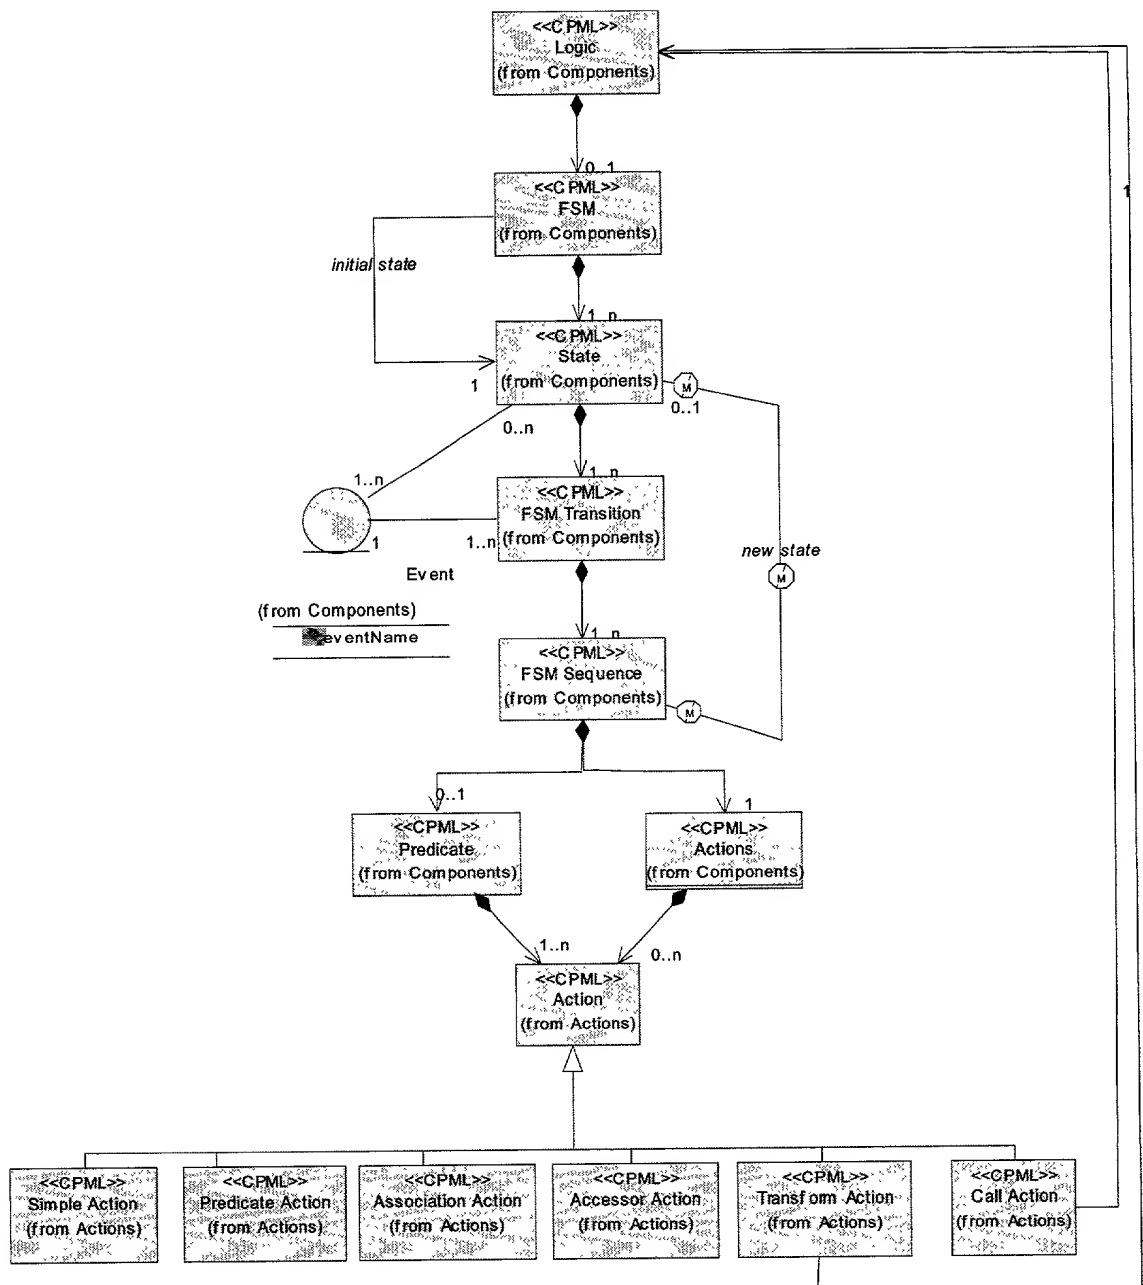 <<CPML>>
Logic
(from Components)
0..1
1
<<CPML>>
FSM
(from Components)
initial state
1..n
<<CPML>>
State
(from Components)
1
M
0..1
0..n
1..n
1..n
<<CPML>>
FSM Transition
(from Components)
1
1..n
new state
Event
M
(from Components)
eventName
1..n
<<CPML>>
FSM Sequence
(from Components)
M
0..1
1
<<CPML>>
Predicate
(from Components)
<<CPML>>
Actions
(from Components)
1..n
0..n
<<CPML>>
Action
(from Actions)
<<CPML>>
Simple Action
(from Actions)
<<CPML>>
Predicate Action
(from Actions)
<<CPML>>
Association Action
(from Actions)
<<CPML>>
Accessor Action
(from Actions)
<<CPML>>
Transform Action
(from Actions)
<<CPML>>
Call Action
(from Actions)